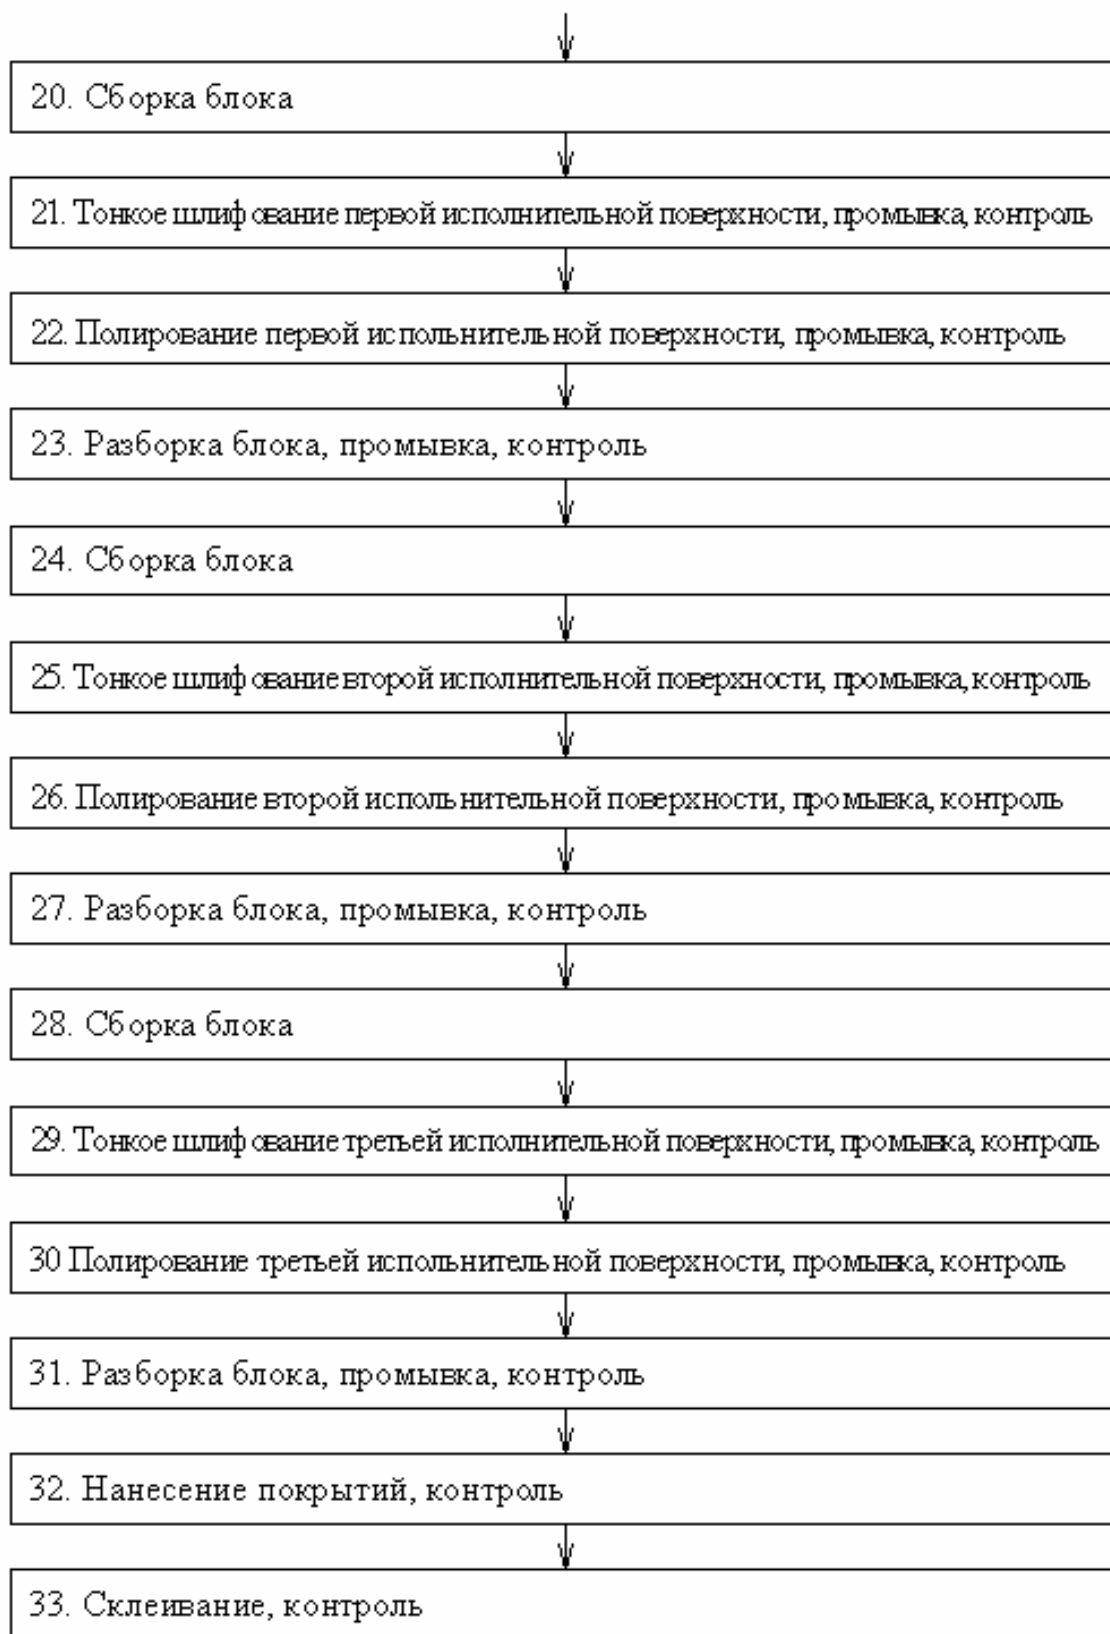 20. Сборка блока
21. Тонкое шлифование первой исполнительной поверхности, промывка, контроль
22. Полирование первой испольнительной поверхности, промывка, контроль
23. Разборка блока, промывка, контроль
24. Сборка блока
25. Тонкое шлифование второй исполнительной поверхности, промывка, контроль
26. Полирование второй испольнительной поверхности, промывка, контроль
27. Разборка блока, промывка, контроль
28. Сборка блока
29. Тонкое шлифование третьей исполнительной поверхности, промывка, контроль
30 Полирование третьей испольнительной поверхности, промывка, контроль
31. Разборка блока, промывка, контроль
32. Нанесение покрытий, контроль
33. Склеивание, контроль